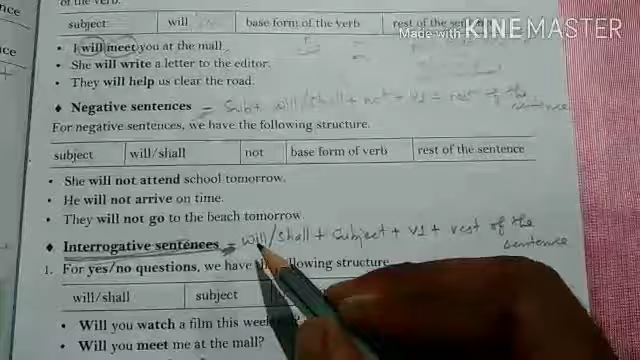 of the verb.
subject will base form of the verb rest of the
Made with KINEMASTER
• I will meet you at the mall.
• She will write a letter to the editor.
• They will help us clear the road.
♦ Negative sentences = Sub + will/shall + not + V1 + rest of the sentence
For negative sentences, we have the following structure.
subject will/shall not base form of verb rest of the sentence
• She will not attend school tomorrow.
• He will not arrive on time.
• They will not go to the beach tomorrow.
♦ Interrogative sentences = will/shall + subject + V1 + rest of the sentence
1. For yes/no questions, we have the following structure.
will/shall subject
• Will you watch a film this
• Will you meet me at the mall?